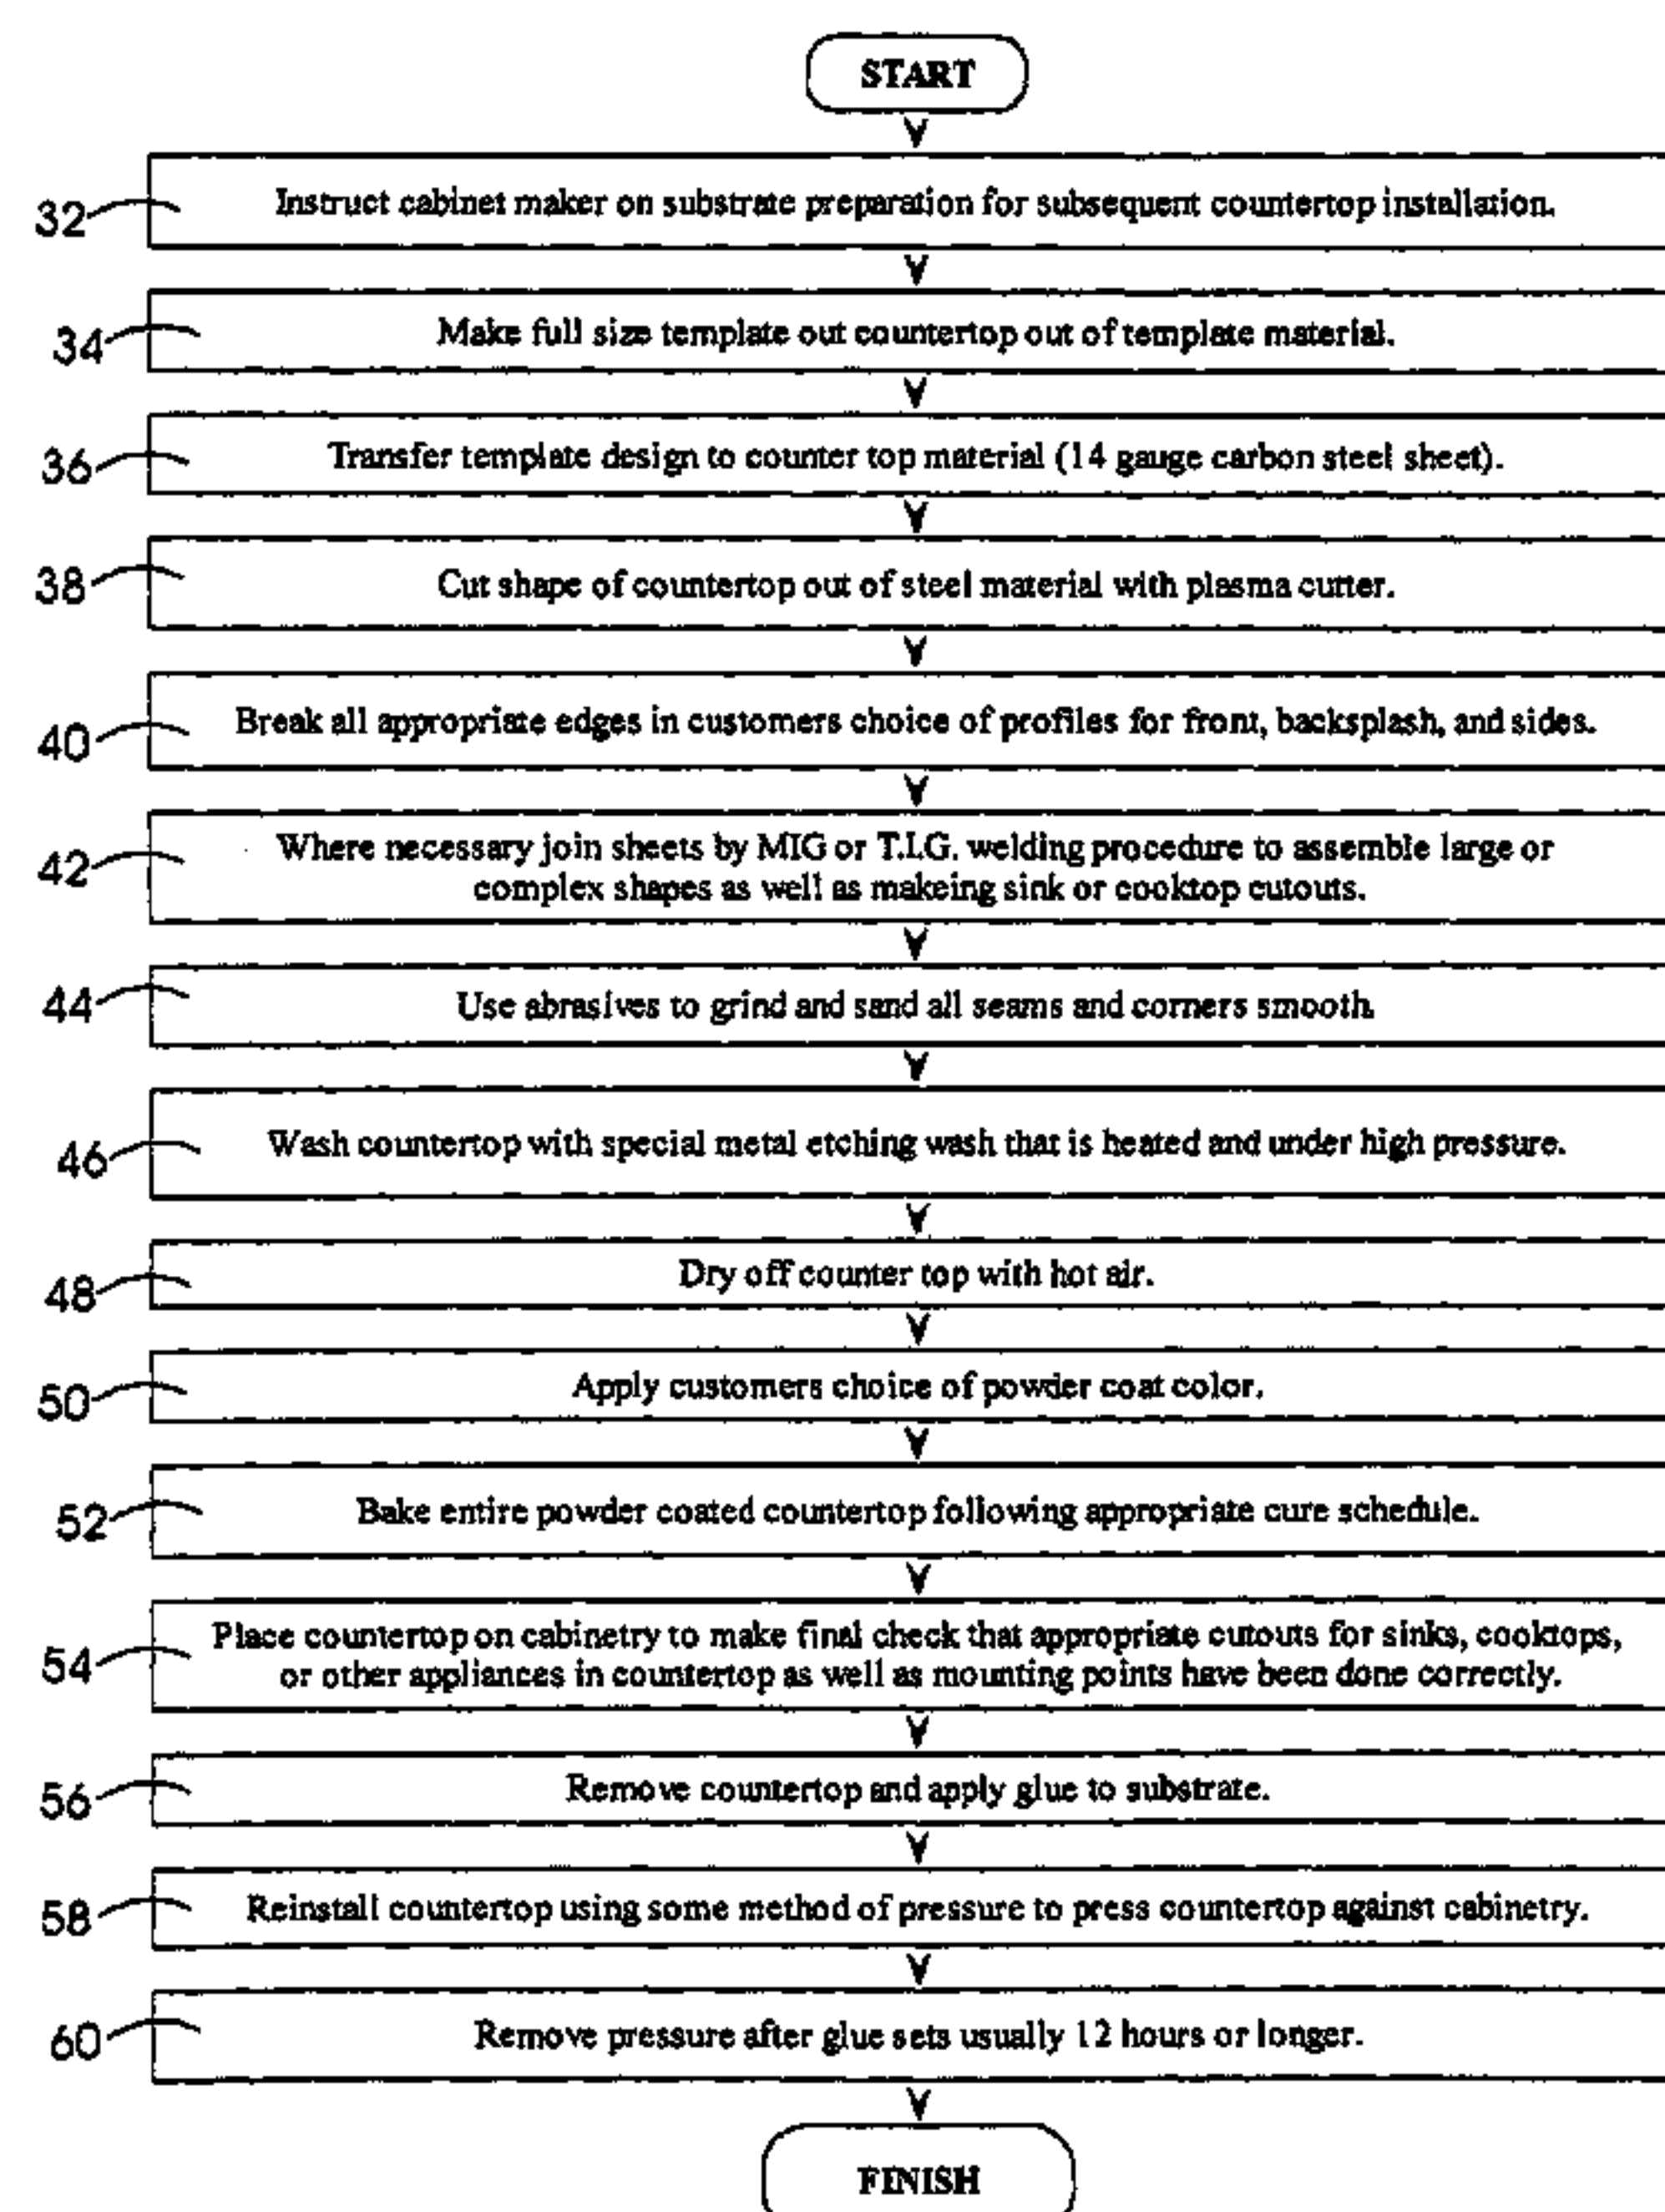 START
32 Instruct cabinet maker on substrate preparation for subsequent countertop installation.
34 Make full size template out countertop out of template material.
36 Transfer template design to counter top material (14 gauge carbon steel sheet).
38 Cut shape of countertop out of steel material with plasma cutter.
40 Break all appropriate edges in customers choice of profiles for front, backsplash, and sides.
42 Where necessary join sheets by MIG or T.I.G. welding procedure to assemble large or
complex shapes as well as makeing sink or cooktop cutouts.
44 Use abrasives to grind and sand all seams and corners smooth.
46 Wash countertop with special metal etching wash that is heated and under high pressure.
48 Dry off counter top with hot air.
50 Apply customers choice of powder coat color.
52 Bake entire powder coated countertop following appropriate cure schedule.
54 Place countertop on cabinetry to make final check that appropriate cutouts for sinks, cooktops,
or other appliances in countertop as well as mounting points have been done correctly.
56 Remove countertop and apply glue to substrate.
58 Reinstall countertop using some method of pressure to press countertop against cabinetry.
60 Remove pressure after glue sets usually 12 hours or longer.
FINISH